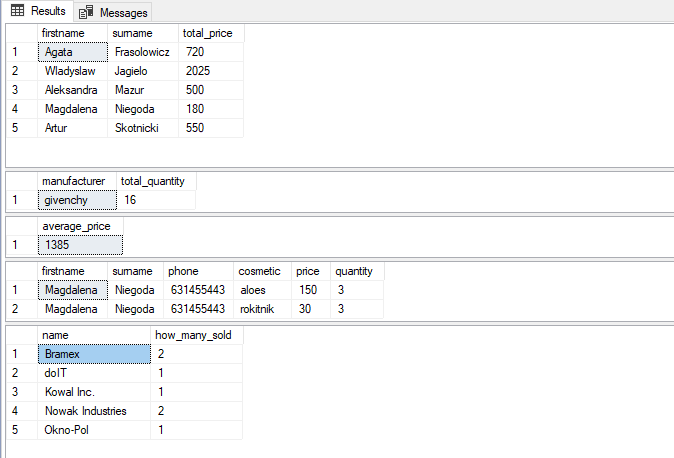 Results Messages
firstname surname total_price
1 Agata Frasolowicz 720
2 Wladyslaw Jagielo 2025
3 Aleksandra Mazur 500
4 Magdalena Niegoda 180
5 Artur Skotnicki 550
manufacturer total_quantity
1 givenchy 16
average_price
1 1385
firstname surname phone cosmetic price quantity
1 Magdalena Niegoda 631455443 aloes 150 3
2 Magdalena Niegoda 631455443 rokitnik 30 3
name how_many_sold
1 Bramex 2
2 doIT 1
3 Kowal Inc. 1
4 Nowak Industries 2
5 Okno-Pol 1